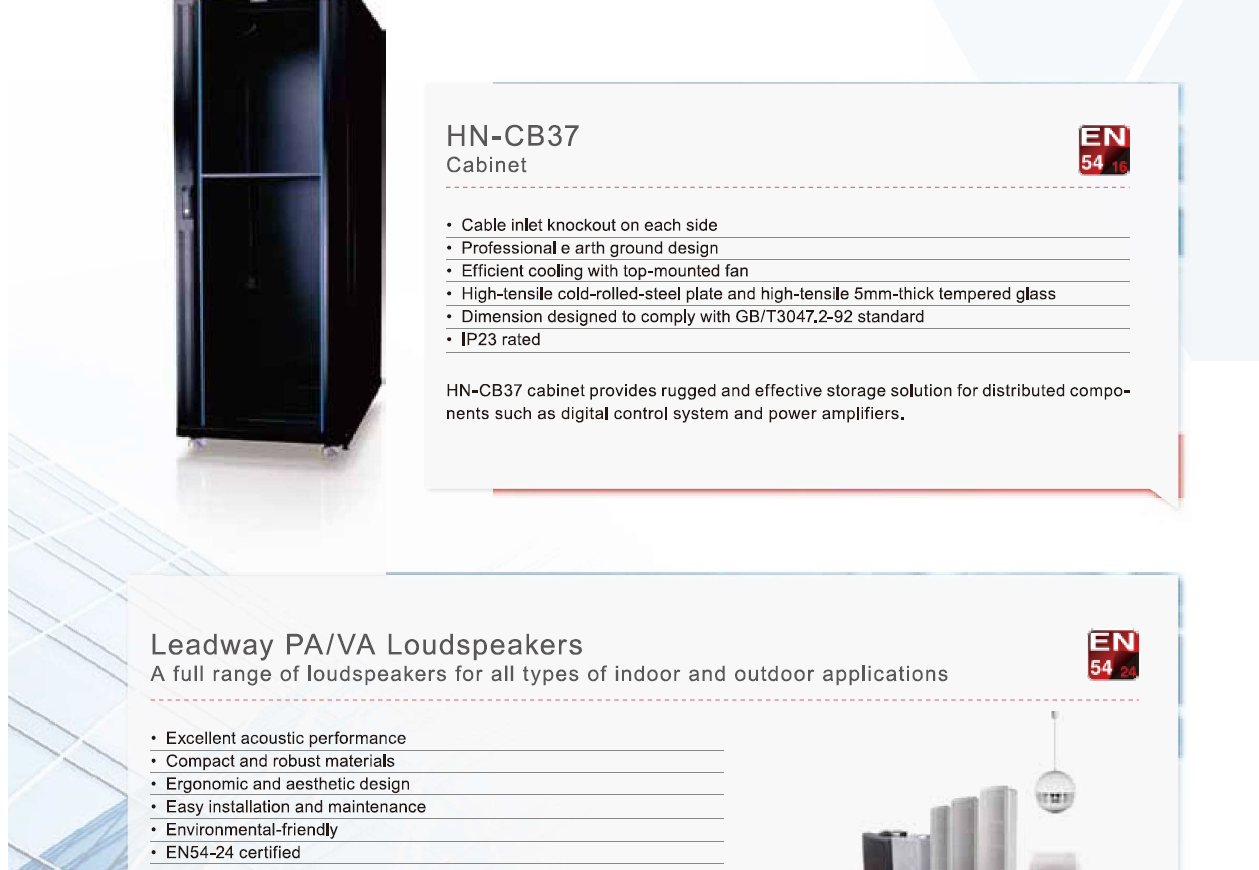 HN-CB37
Cabinet
EN
54 16
• Cable inlet knockout on each side
• Professional e arth ground design
• Efficient cooling with top-mounted fan
• High-tensile cold-rolled-steel plate and high-tensile 5mm-thick tempered glass
• Dimension designed to comply with GB/T3047.2-92 standard
• IP23 rated
HN-CB37 cabinet provides rugged and effective storage solution for distributed compo-
nents such as digital control system and power amplifiers.
Leadway PA/VA Loudspeakers
A full range of loudspeakers for all types of indoor and outdoor applications
EN
54 24
• Excellent acoustic performance
• Compact and robust materials
• Ergonomic and aesthetic design
• Easy installation and maintenance
• Environmental-friendly
• EN54-24 certified